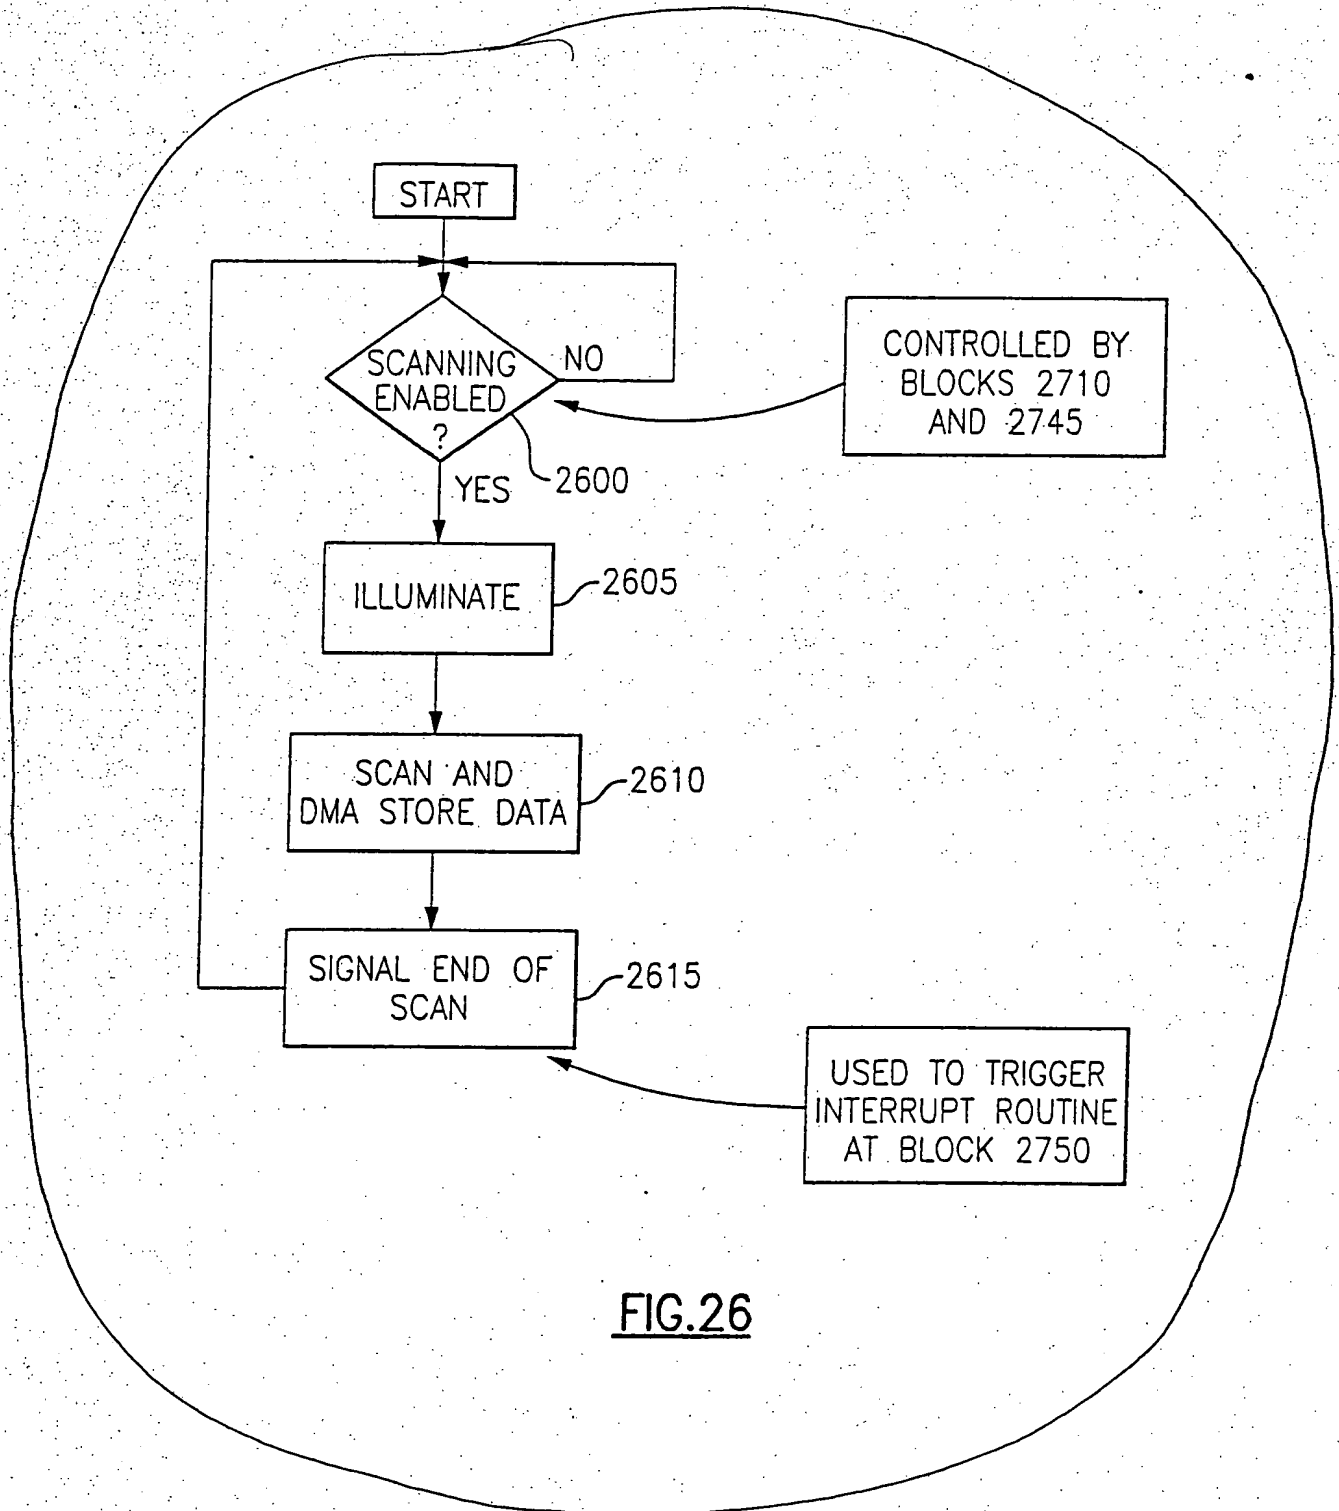 START
SCANNING
ENABLED
?
NO
YES
2600
CONTROLLED BY
BLOCKS 2710
AND 2745
ILLUMINATE
2605
SCAN AND
DMA STORE DATA
2610
SIGNAL END OF
SCAN
2615
USED TO TRIGGER
INTERRUPT ROUTINE
AT BLOCK 2750
FIG.26